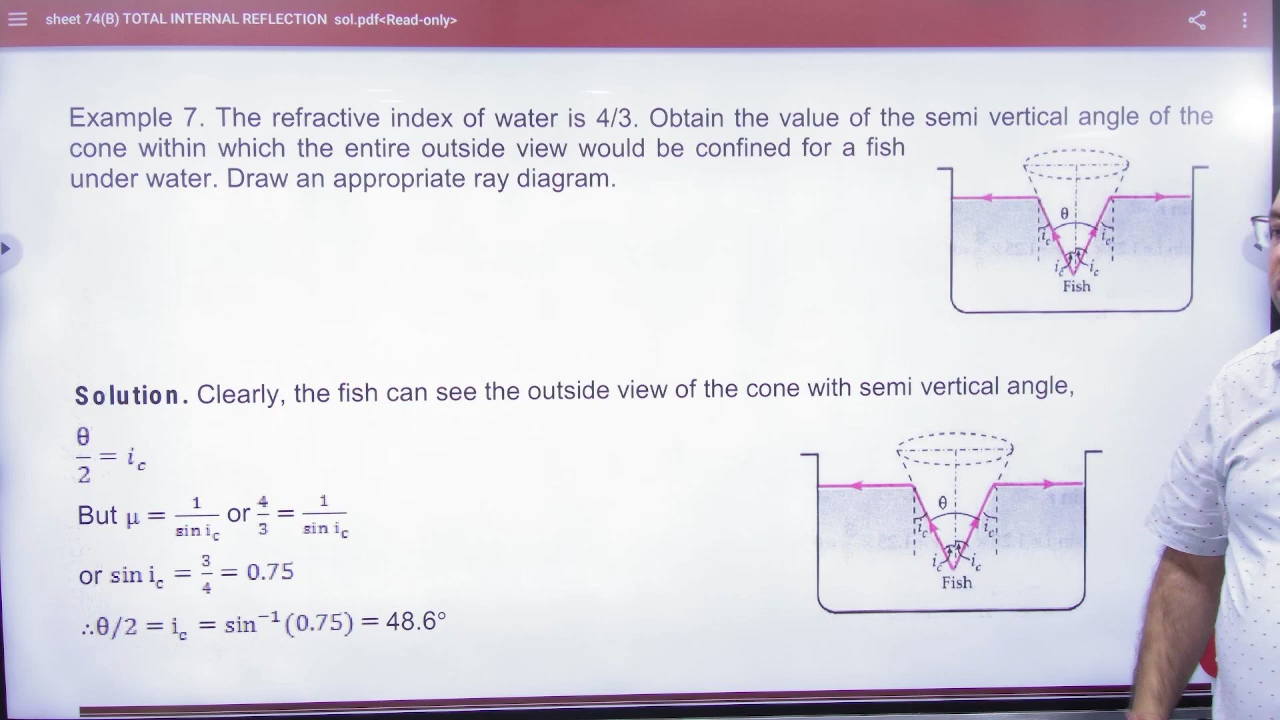 sheet 74(B) TOTAL INTERNAL REFLECTION sol.pdf<Read-only>
Example 7. The refractive index of water is 4/3. Obtain the value of the semi vertical angle of the
cone within which the entire outside view would be confined for a fish
under water. Draw an appropriate ray diagram.
θ
i_c i_c
i_c i_c
Fish
Solution. Clearly, the fish can see the outside view of the cone with semi vertical angle,
θ/2 = i_c
But μ = 1/sin i_c or 4/3 = 1/sin i_c
or sin i_c = 3/4 = 0.75
∴θ/2 = i_c = sin⁻¹(0.75) = 48.6°
θ
i_c i_c
i_c i_c
Fish